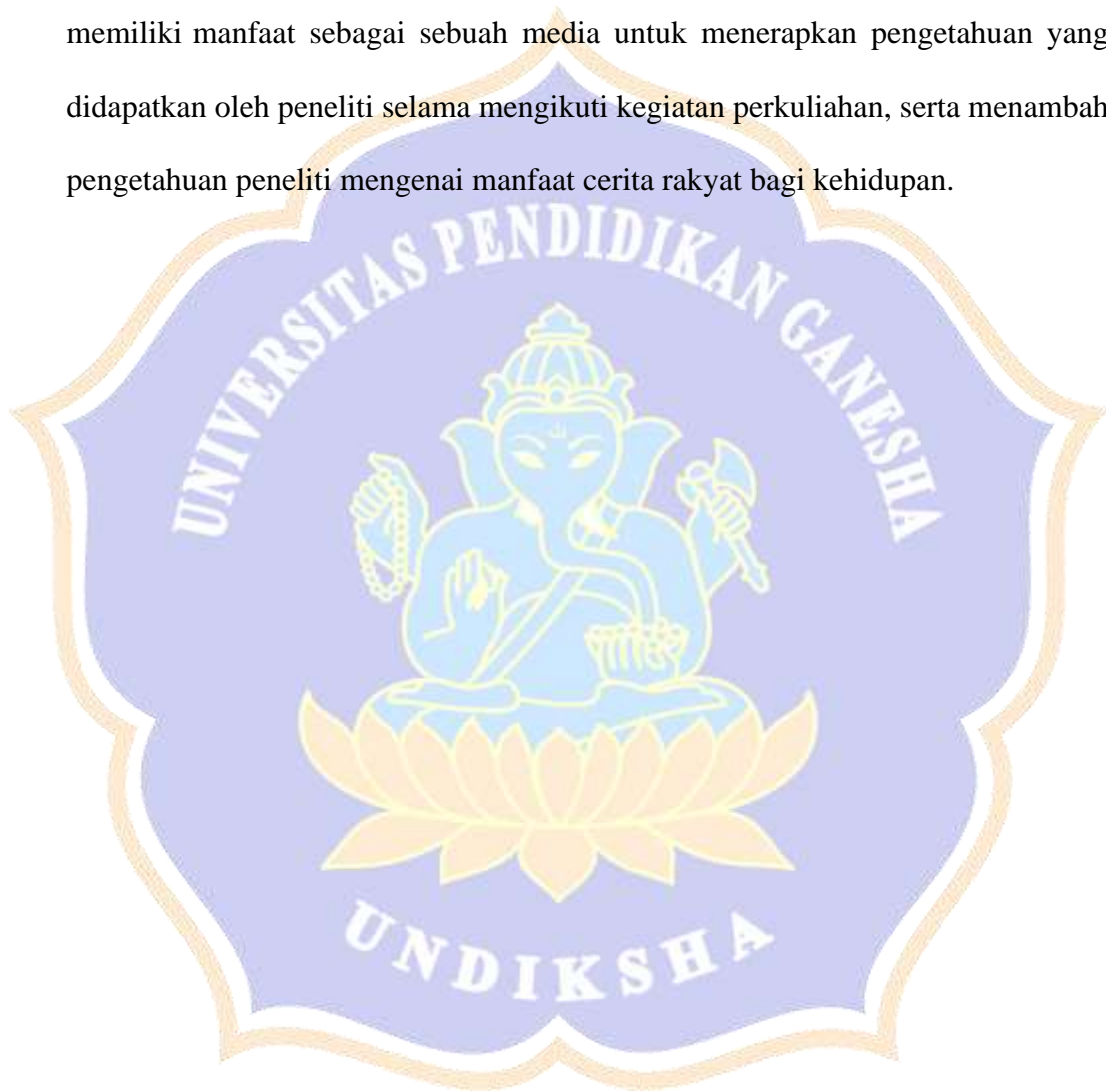 memiliki manfaat sebagai sebuah media untuk menerapkan pengetahuan yang
didapatkan oleh peneliti selama mengikuti kegiatan perkuliahan, serta menambah
pengetahuan peneliti mengenai manfaat cerita rakyat bagi kehidupan.
UNIVERSITAS PENDIDIKAN GANESHA
UNDIKSHA